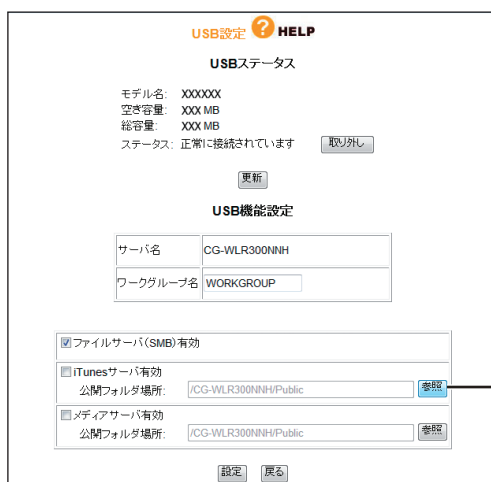 USB設定 ? HELP
USBステータス
モデル名: XXXXXX
空き容量: XXX MB
総容量: XXX MB
ステータス: 正常に接続されています 取り外し
更新
USB機能設定
サーバ名 CG-WLR300NNH
ワークグループ名 WORKGROUP
ファイルサーバ(SMB)有効
iTunesサーバ有効
公開フォルダ場所: /CG-WLR300NNH/Public 参照
メディアサーバ有効
公開フォルダ場所: /CG-WLR300NNH/Public 参照
設定 戻る